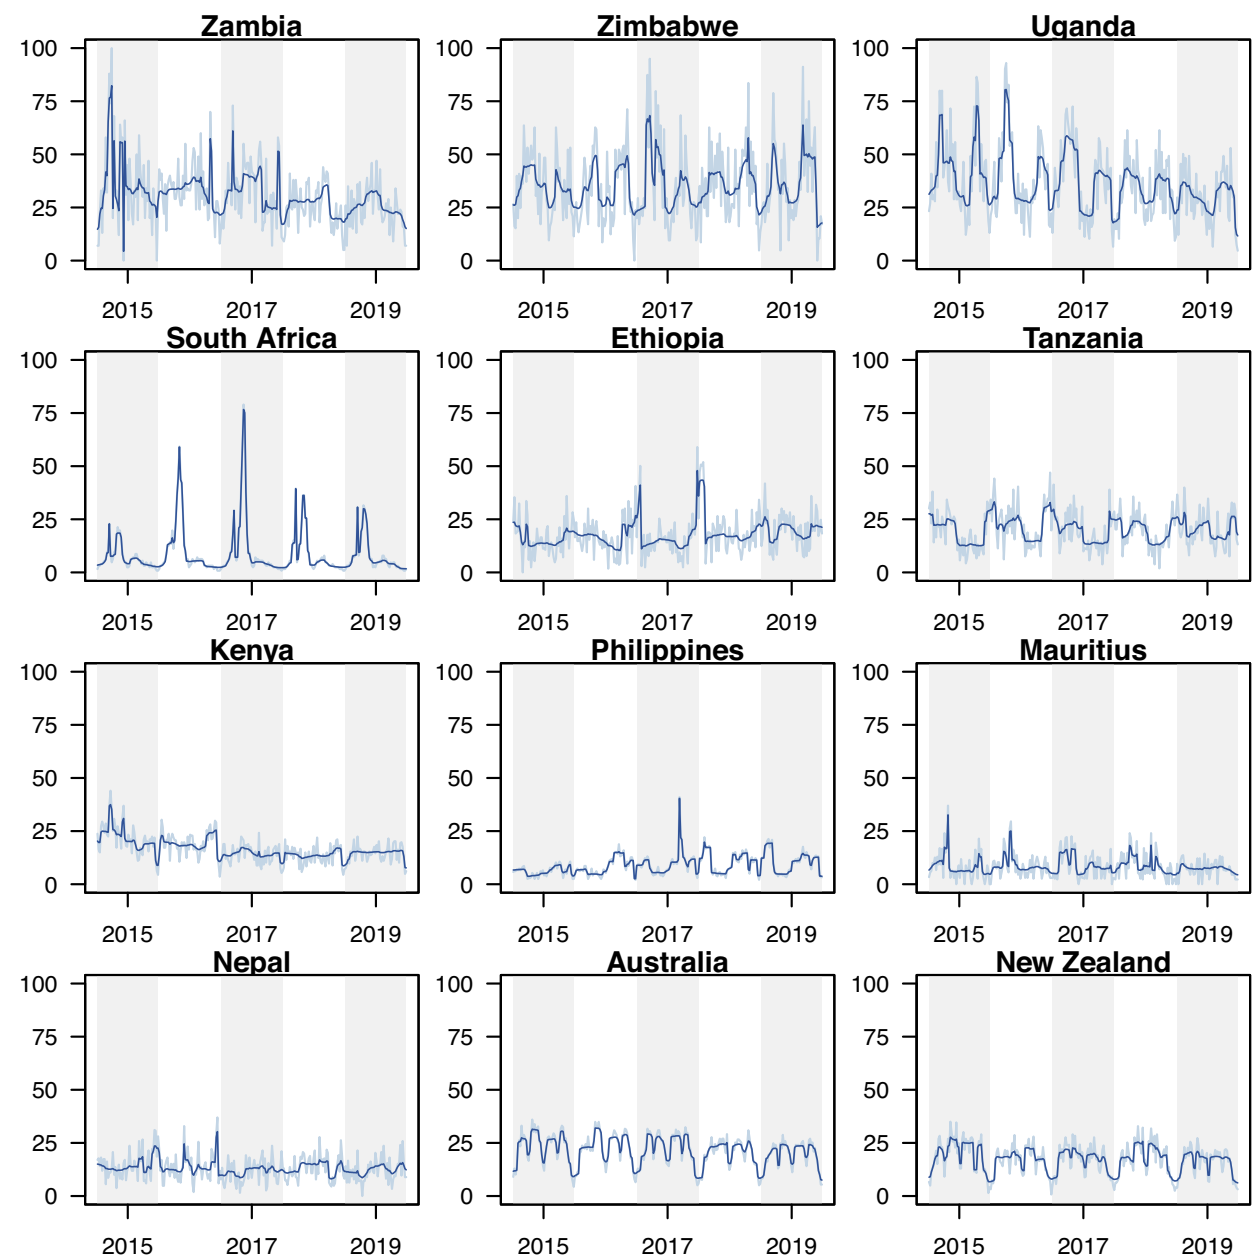 Zambia Zimbabwe Uganda
100 100 100
75 75 75
50 50 50
25 25 25
0 0 0
2015 2017 2019 2015 2017 2019 2015 2017 2019
South Africa Ethiopia Tanzania
100 100 100
75 75 75
50 50 50
25 25 25
0 0 0
2015 2017 2019 2015 2017 2019 2015 2017 2019
Kenya Philippines Mauritius
100 100 100
75 75 75
50 50 50
25 25 25
0 0 0
2015 2017 2019 2015 2017 2019 2015 2017 2019
Nepal Australia New Zealand
100 100 100
75 75 75
50 50 50
25 25 25
0 0 0
2015 2017 2019 2015 2017 2019 2015 2017 2019